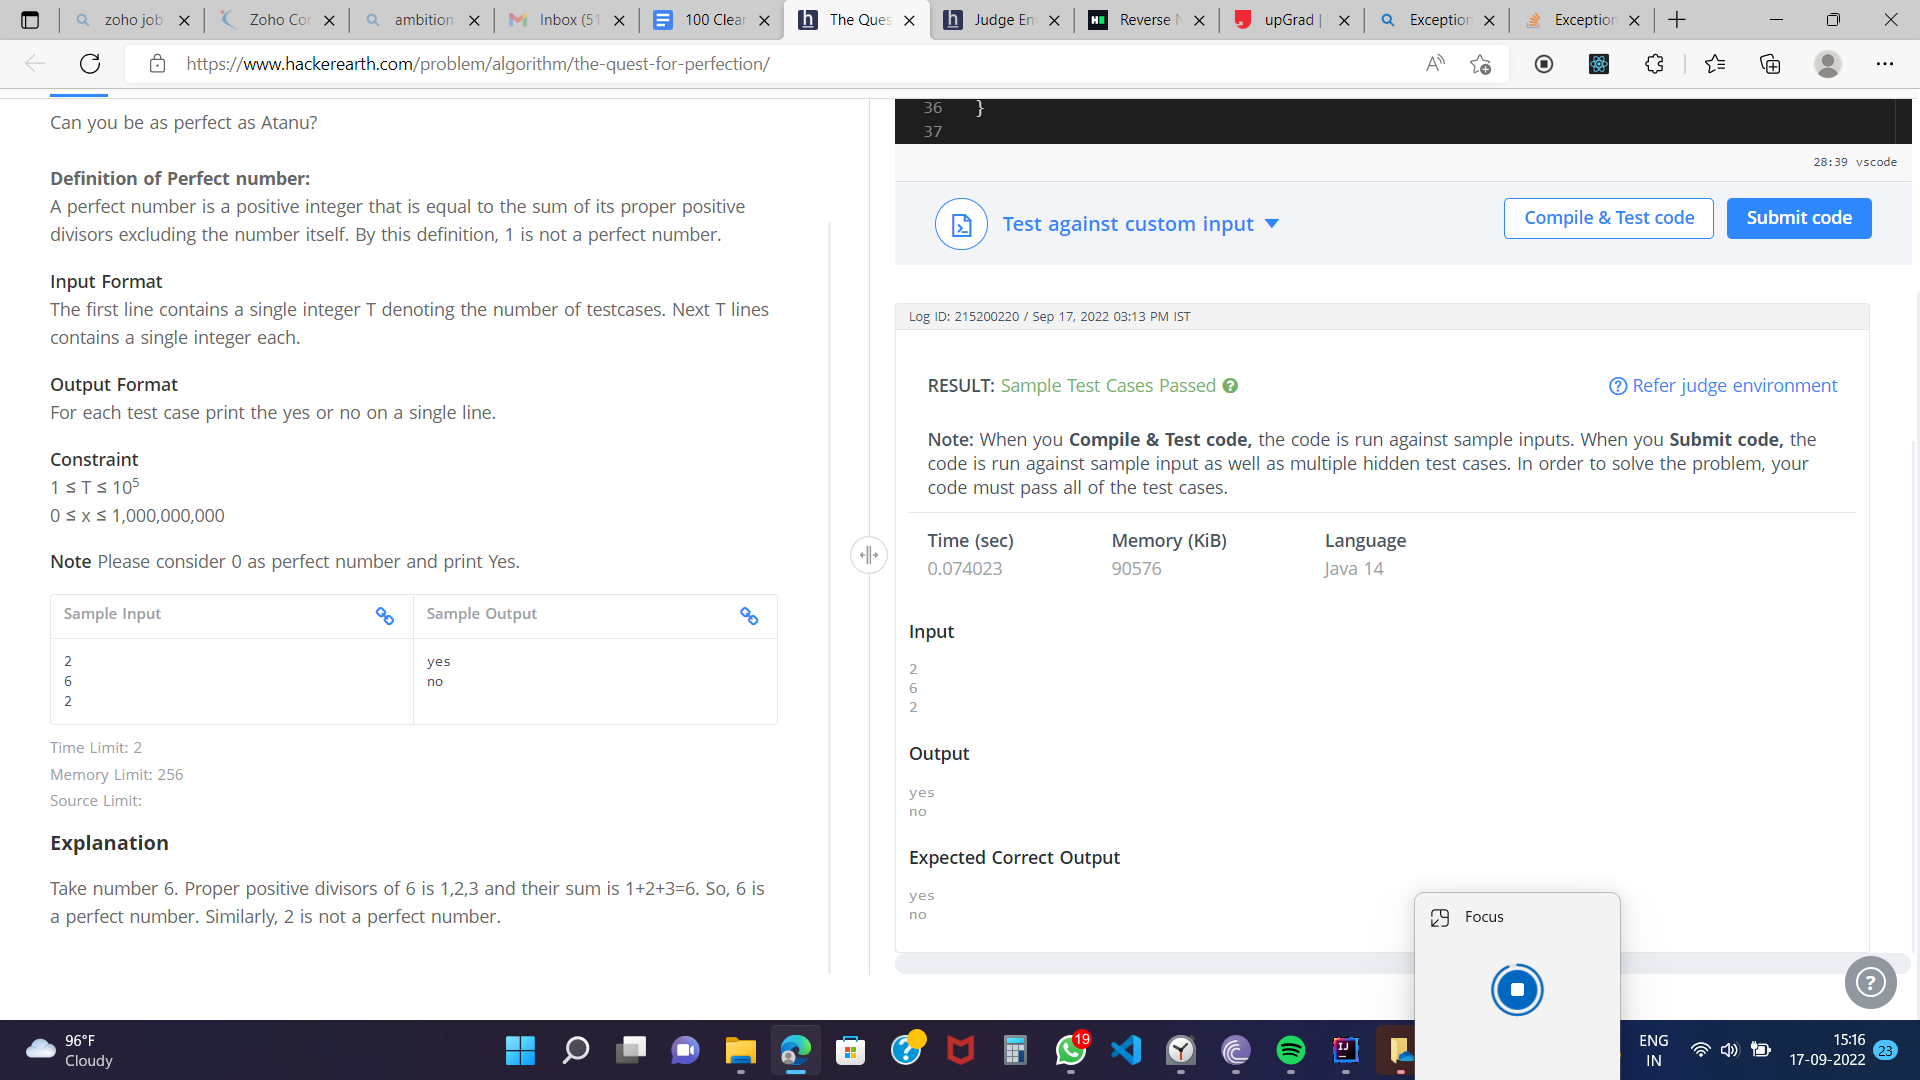 zoho job
Zoho Cor
ambition
Inbox (51
100 Clear
The Ques
Judge En
Reverse N
upGrad |
Exception
Exception
https://www.hackerearth.com/problem/algorithm/the-quest-for-perfection/
Can you be as perfect as Atanu?
Definition of Perfect number:
A perfect number is a positive integer that is equal to the sum of its proper positive
divisors excluding the number itself. By this definition, 1 is not a perfect number.
Input Format
The first line contains a single integer T denoting the number of testcases. Next T lines
contains a single integer each.
Output Format
For each test case print the yes or no on a single line.
Constraint
1 ≤ T ≤ 10⁵
0 ≤ x ≤ 1,000,000,000
Note Please consider 0 as perfect number and print Yes.
Sample Input
Sample Output
2
6
2
yes
no
Time Limit: 2
Memory Limit: 256
Source Limit:
Explanation
Take number 6. Proper positive divisors of 6 is 1,2,3 and their sum is 1+2+3=6. So, 6 is
a perfect number. Similarly, 2 is not a perfect number.
36 }
37
28:39 vscode
Test against custom input
Compile & Test code
Submit code
Log ID: 215200220 / Sep 17, 2022 03:13 PM IST
RESULT: Sample Test Cases Passed
Refer judge environment
Note: When you Compile & Test code, the code is run against sample inputs. When you Submit code, the
code is run against sample input as well as multiple hidden test cases. In order to solve the problem, your
code must pass all of the test cases.
Time (sec)
0.074023
Memory (KiB)
90576
Language
Java 14
Input
2
6
2
Output
yes
no
Expected Correct Output
yes
no
Focus
96°F
Cloudy
19
ENG
IN
15:16
17-09-2022
23